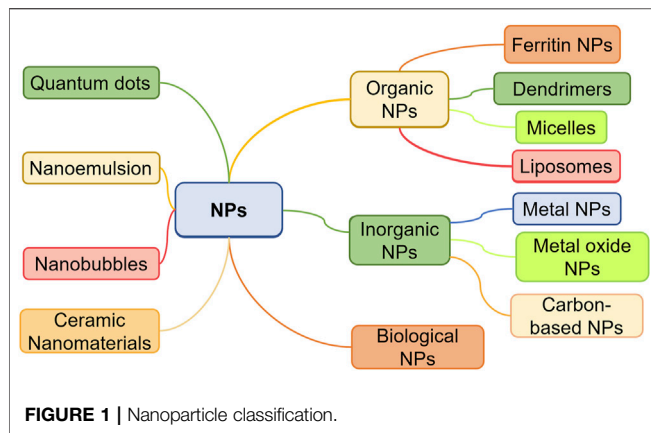 Quantum dots
Nanoemulsion
Nanobubbles
Ceramic
Nanomaterials
NPs
Organic
NPs
Ferritin NPs
Dendrimers
Micelles
Liposomes
Inorganic
NPs
Metal NPs
Metal oxide
NPs
Carbon-
based NPs
Biological
NPs
FIGURE 1 | Nanoparticle classification.